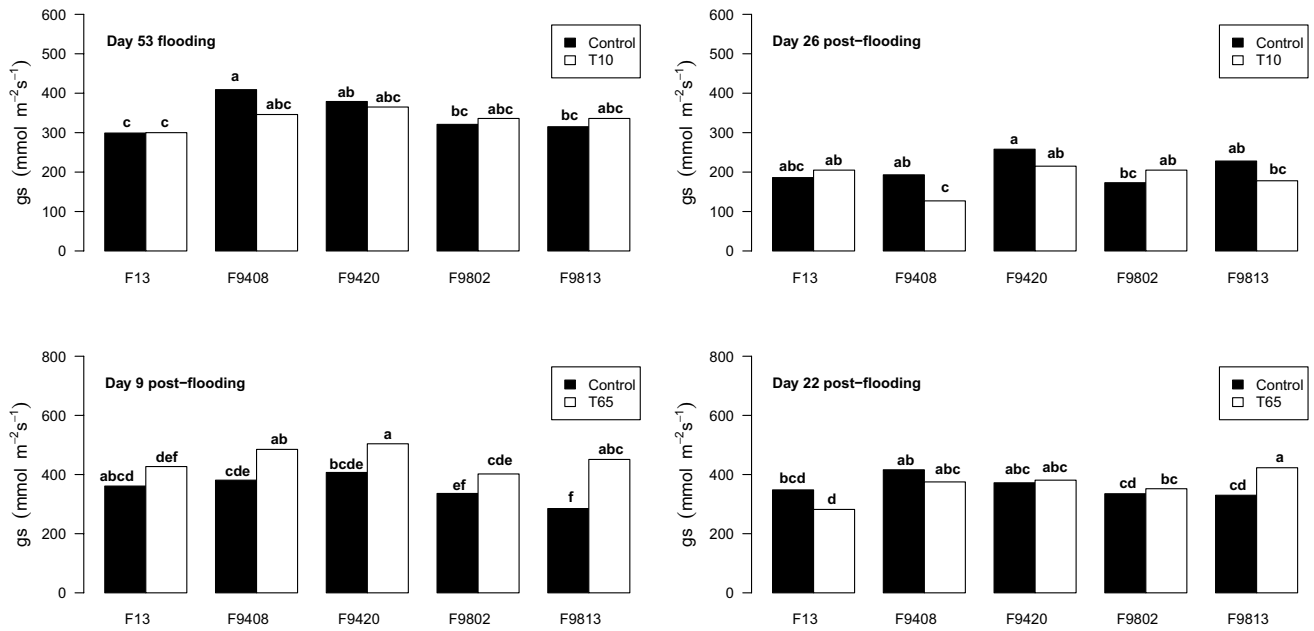 gs (mmol m−2s−1)
600
500
400
300
200
100
0
Day 53 flooding
Control
T10
c c a abc ab abc bc abc bc abc
F13 F9408 F9420 F9802 F9813
gs (mmol m−2s−1)
600
500
400
300
200
100
0
Day 26 post−flooding
Control
T10
abc ab ab c a ab bc ab ab bc
F13 F9408 F9420 F9802 F9813
gs (mmol m−2s−1)
800
600
400
200
0
Day 9 post−flooding
Control
T65
abcd def cde ab bcde a ef cde f abc
F13 F9408 F9420 F9802 F9813
gs (mmol m−2s−1)
800
600
400
200
0
Day 22 post−flooding
Control
T65
bcd d ab abc abc abc cd bc cd a
F13 F9408 F9420 F9802 F9813